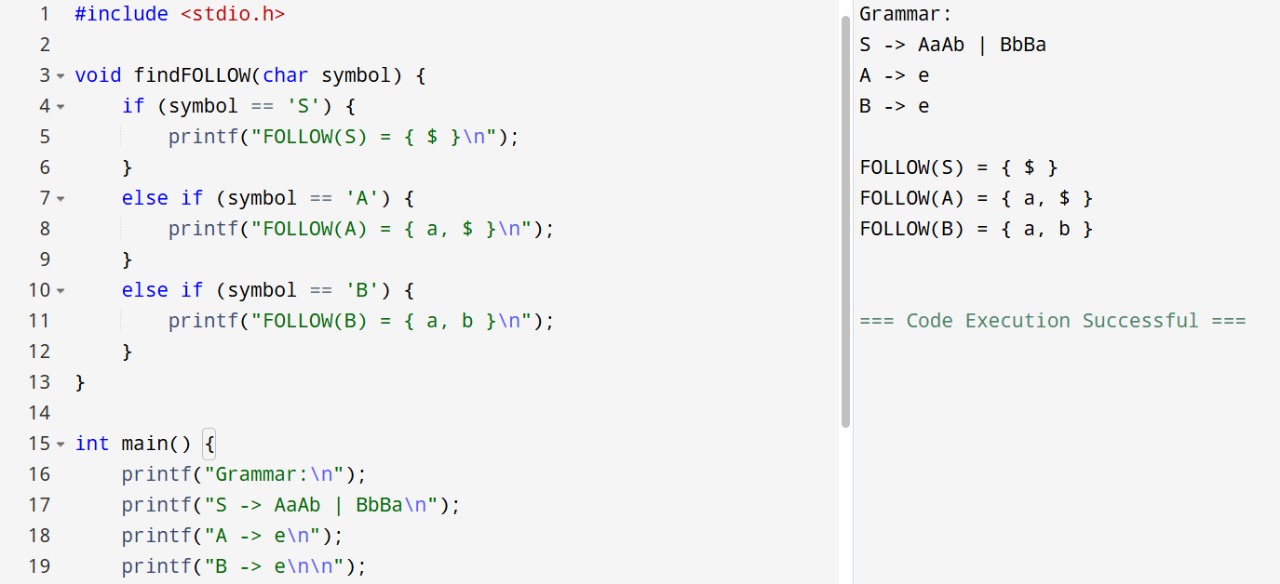 1 #include <stdio.h>
2
3 void findFOLLOW(char symbol) {
4     if (symbol == 'S') {
5         printf("FOLLOW(S) = { $ }\n");
6     }
7     else if (symbol == 'A') {
8         printf("FOLLOW(A) = { a, $ }\n");
9     }
10     else if (symbol == 'B') {
11         printf("FOLLOW(B) = { a, b }\n");
12     }
13 }
14
15 int main() {
16     printf("Grammar:\n");
17     printf("S -> AaAb | BbBa\n");
18     printf("A -> e\n");
19     printf("B -> e\n\n");
Grammar:
S -> AaAb | BbBa
A -> e
B -> e
FOLLOW(S) = { $ }
FOLLOW(A) = { a, $ }
FOLLOW(B) = { a, b }
=== Code Execution Successful ===